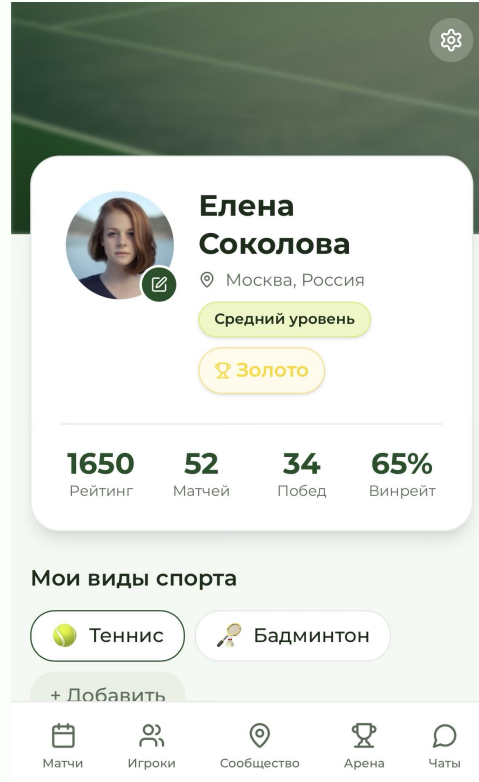 Елена
Соколова
Москва, Россия
Средний уровень
Золото
1650 52 34 65%
Рейтинг Матчей Побед Винрейт
Мои виды спорта
Теннис Бадминтон
+ Добавить
Матчи Игроки Сообщество Арена Чаты